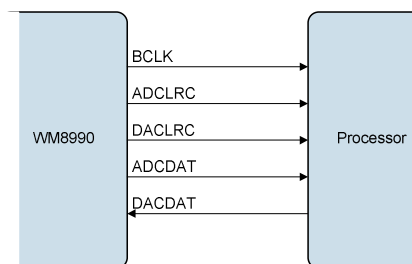 BCLK
ADCLRC
DACLRC
WM8990
Processor
ADCDAT
DACDAT